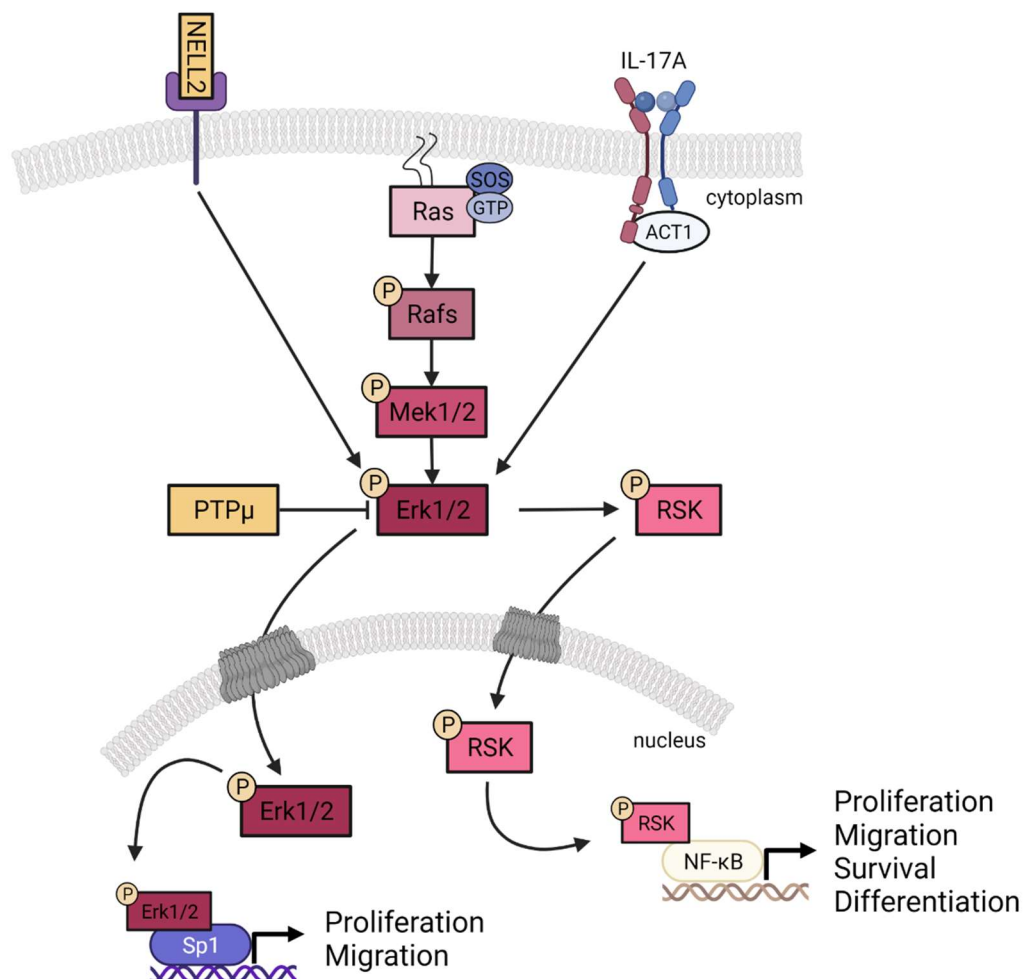 NELL2
IL-17A
SOS
GTP
Ras
cytoplasm
ACT1
P
Rafs
P
Mek1/2
P
Erk1/2
PTPμ
P
RSK
P
RSK
nucleus
P
Erk1/2
P
RSK
NF-κB
Proliferation
Migration
Survival
Differentiation
P
Erk1/2
Sp1
Proliferation
Migration